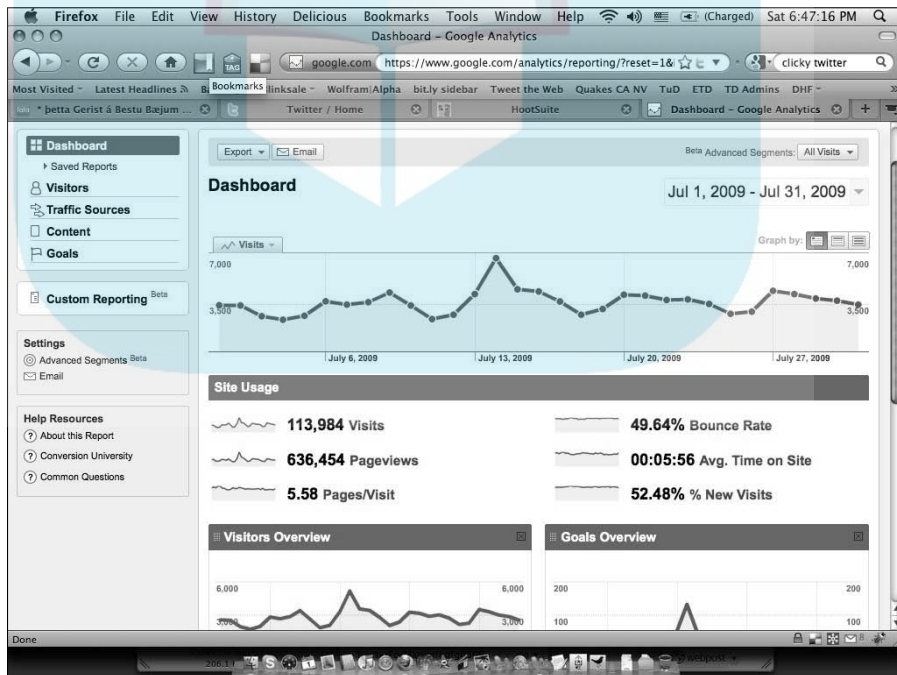 Firefox File Edit View History Delicious Bookmarks Tools Window Help (Charged) Sat 6:47:16 PM
Dashboard – Google Analytics
TAG google.com https://www.google.com/analytics/reporting/?reset=1& clicky twitter
Most Visited Latest Headlines Bookmarks linksale Wolfram|Alpha bit.ly sidebar Tweet the Web Quakes CA NV TuD ETD TD Admins DHF
* þetta Gerist á Bestu Bæjum ... Twitter / Home HootSuite Dashboard – Google Analytics
Dashboard
Saved Reports
Visitors
Traffic Sources
Content
Goals
Custom Reporting Beta
Settings
Advanced Segments Beta
Email
Help Resources
About this Report
Conversion University
Common Questions
Export Email Beta Advanced Segments: All Visits
Dashboard Jul 1, 2009 - Jul 31, 2009
Visits Graph by:
7,000 7,000
3,500 3,500
July 6, 2009 July 13, 2009 July 20, 2009 July 27, 2009
Site Usage
113,984 Visits 49.64% Bounce Rate
636,454 Pageviews 00:05:56 Avg. Time on Site
5.58 Pages/Visit 52.48% % New Visits
Visitors Overview Goals Overview
6,000 6,000 200 200
3,000 3,000 100 100
Done 8
webpost